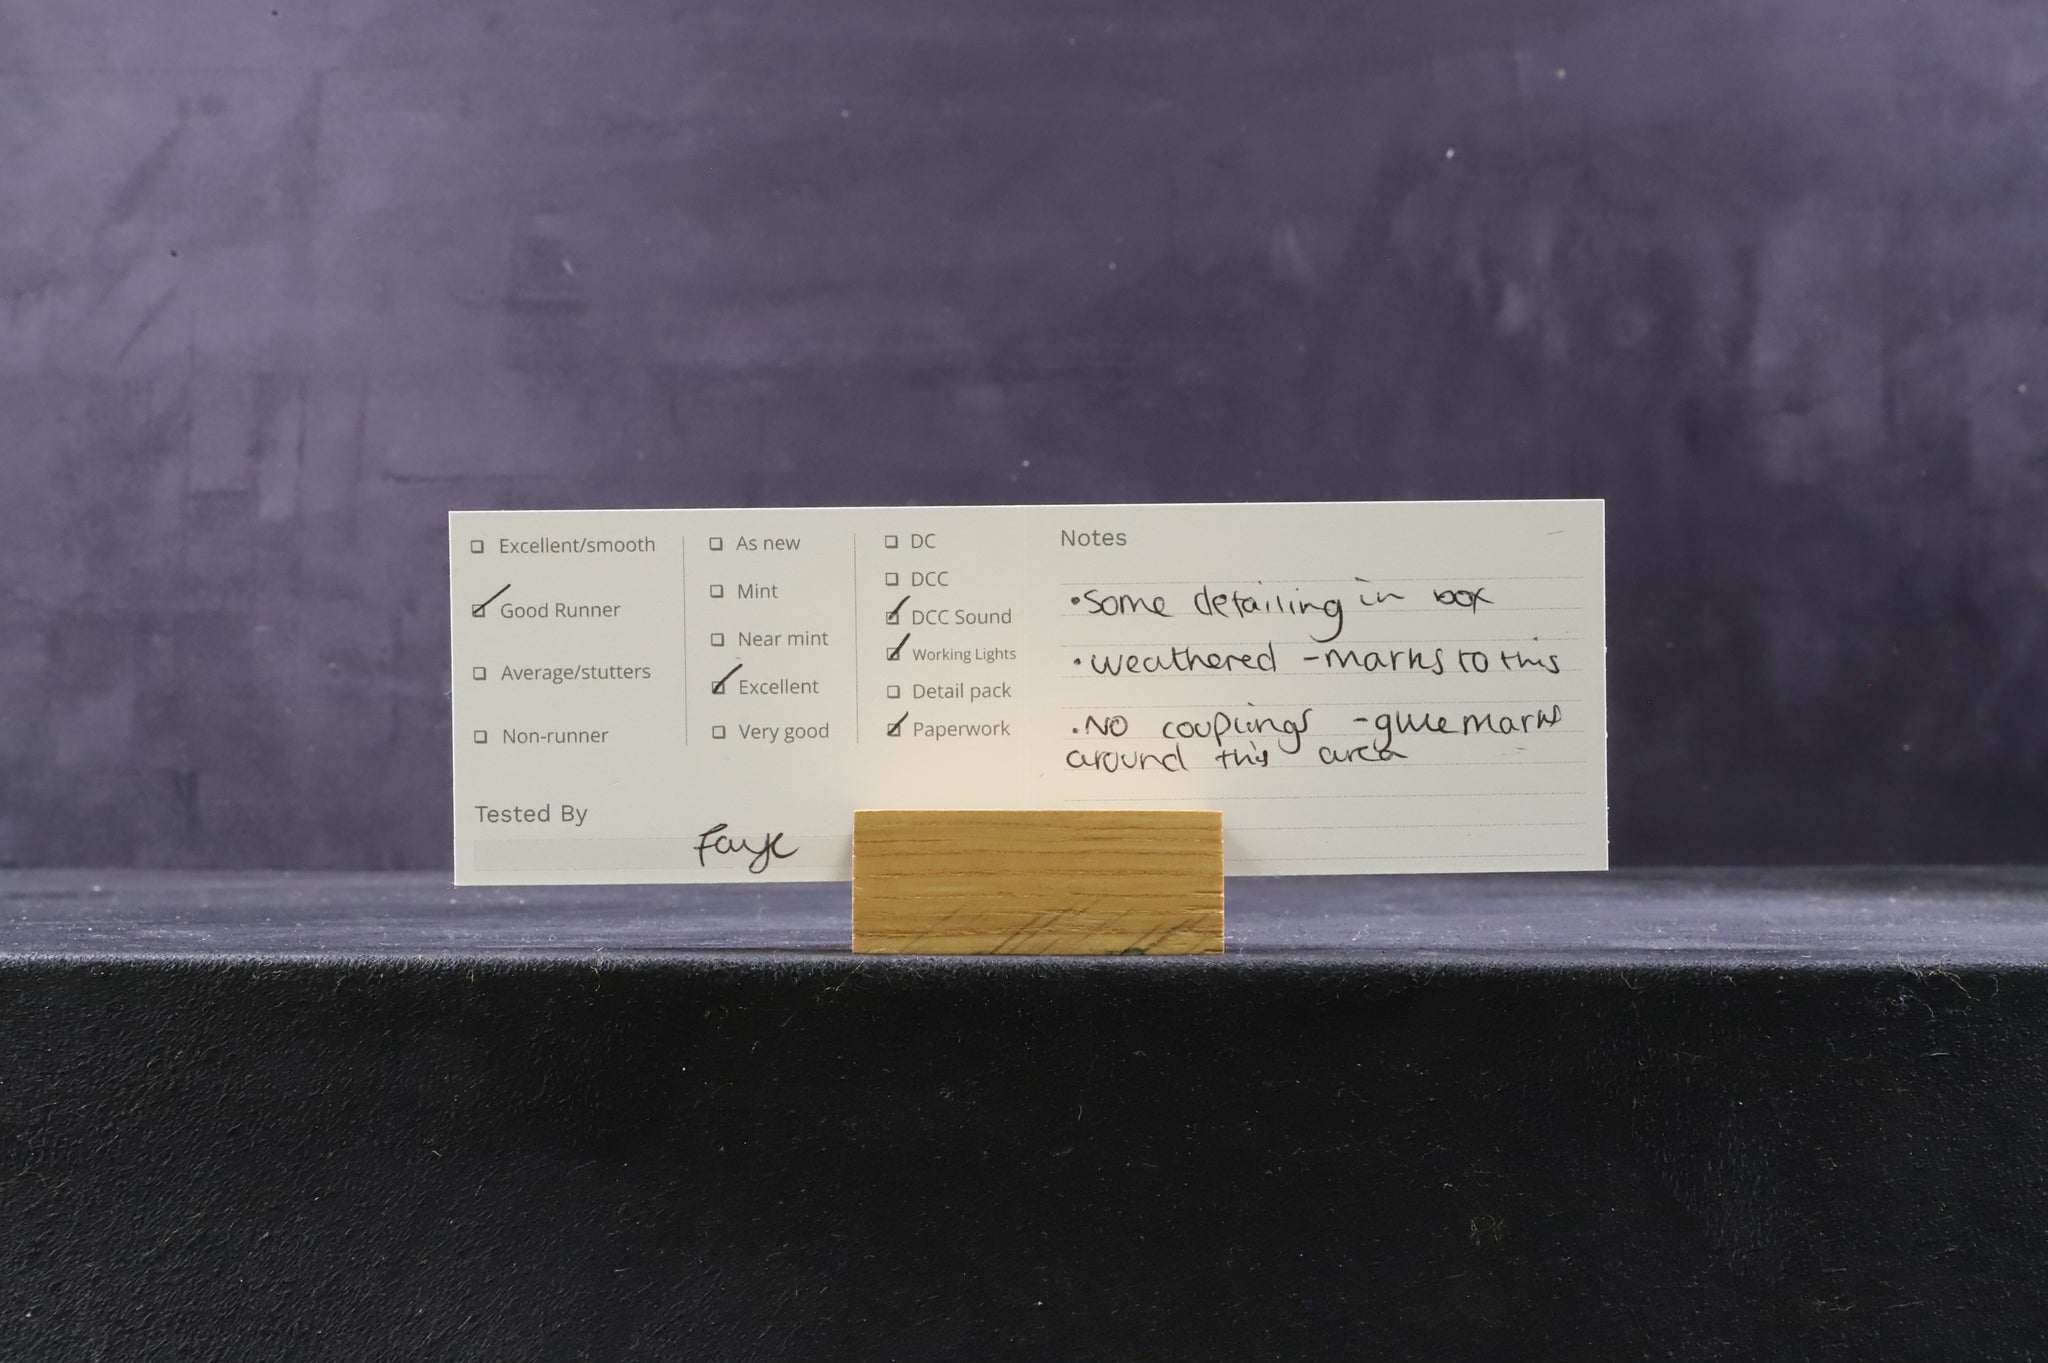 Excellent/smooth
Good Runner
Average/stutters
Non-runner
As new
Mint
Near mint
Excellent
Very good
DC
DCC
DCC Sound
Working Lights
Detail pack
Paperwork
Tested By
Faye
Notes
•Some detailing in box
•weathered -marks to this
•NO couplings -glue marks
around this area